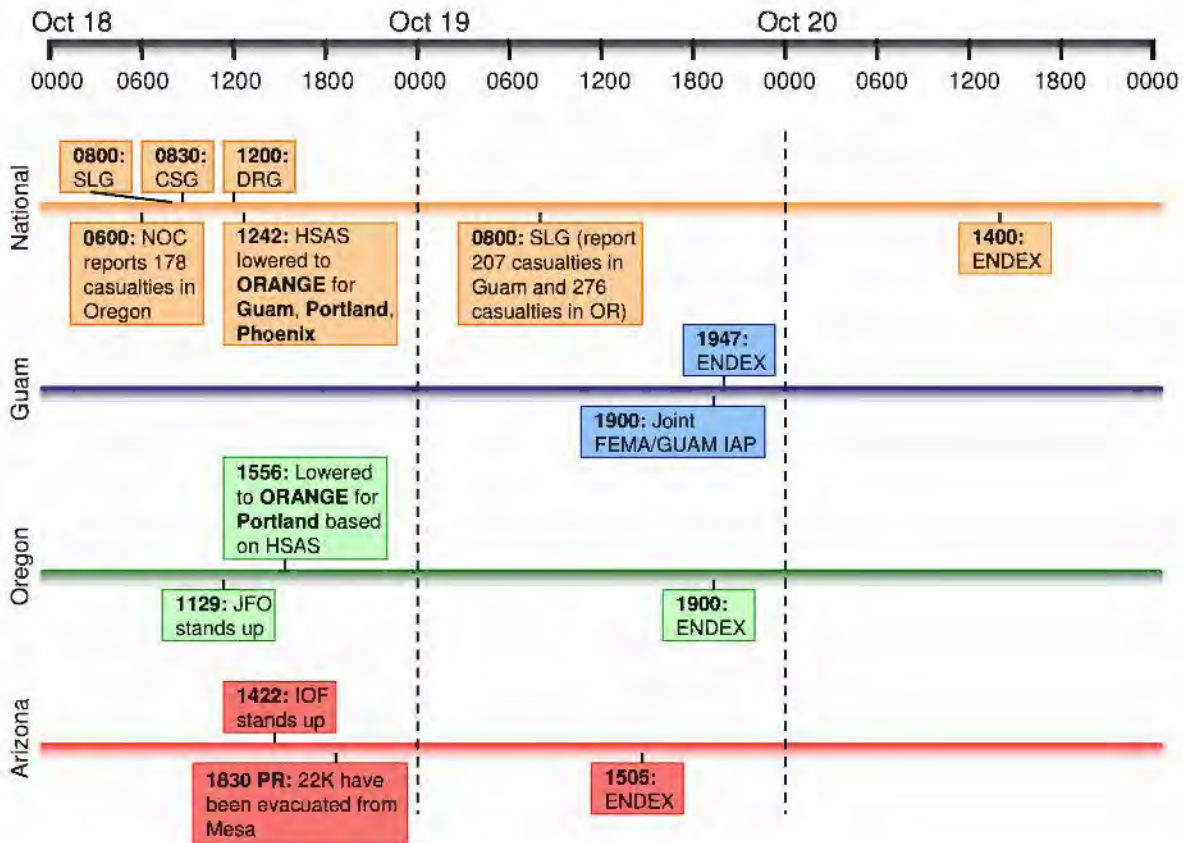 Oct 18
Oct 19
Oct 20
0000 0600 1200 1800 0000 0600 1200 1800 0000 0600 1200 1800 0000
National
0800:
SLG
0830:
CSG
1200:
DRG
0600: NOC
reports 178
casualties in
Oregon
1242: HSAS
lowered to
ORANGE for
Guam, Portland,
Phoenix
0800: SLG (report
207 casualties in
Guam and 276
casualties in OR)
1400:
ENDEX
Guam
1947:
ENDEX
1900: Joint
FEMA/GUAM IAP
Oregon
1556: Lowered
to ORANGE for
Portland based
on HSAS
1129: JFO
stands up
1900:
ENDEX
Arizona
1422: IOF
stands up
1830 PR: 22K have
been evacuated from
Mesa
1505:
ENDEX